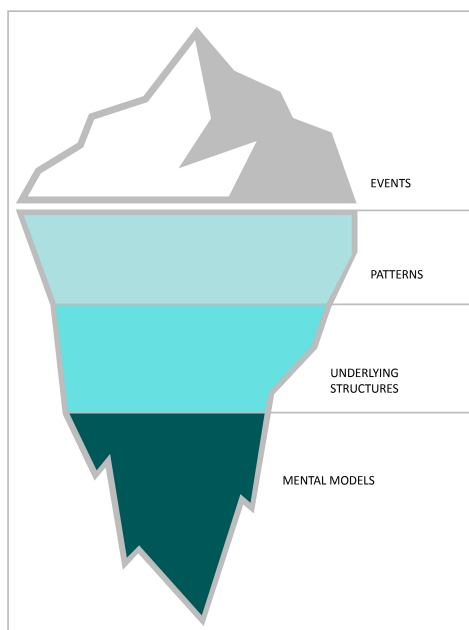 EVENTS
PATTERNS
UNDERLYING
STRUCTURES
MENTAL MODELS